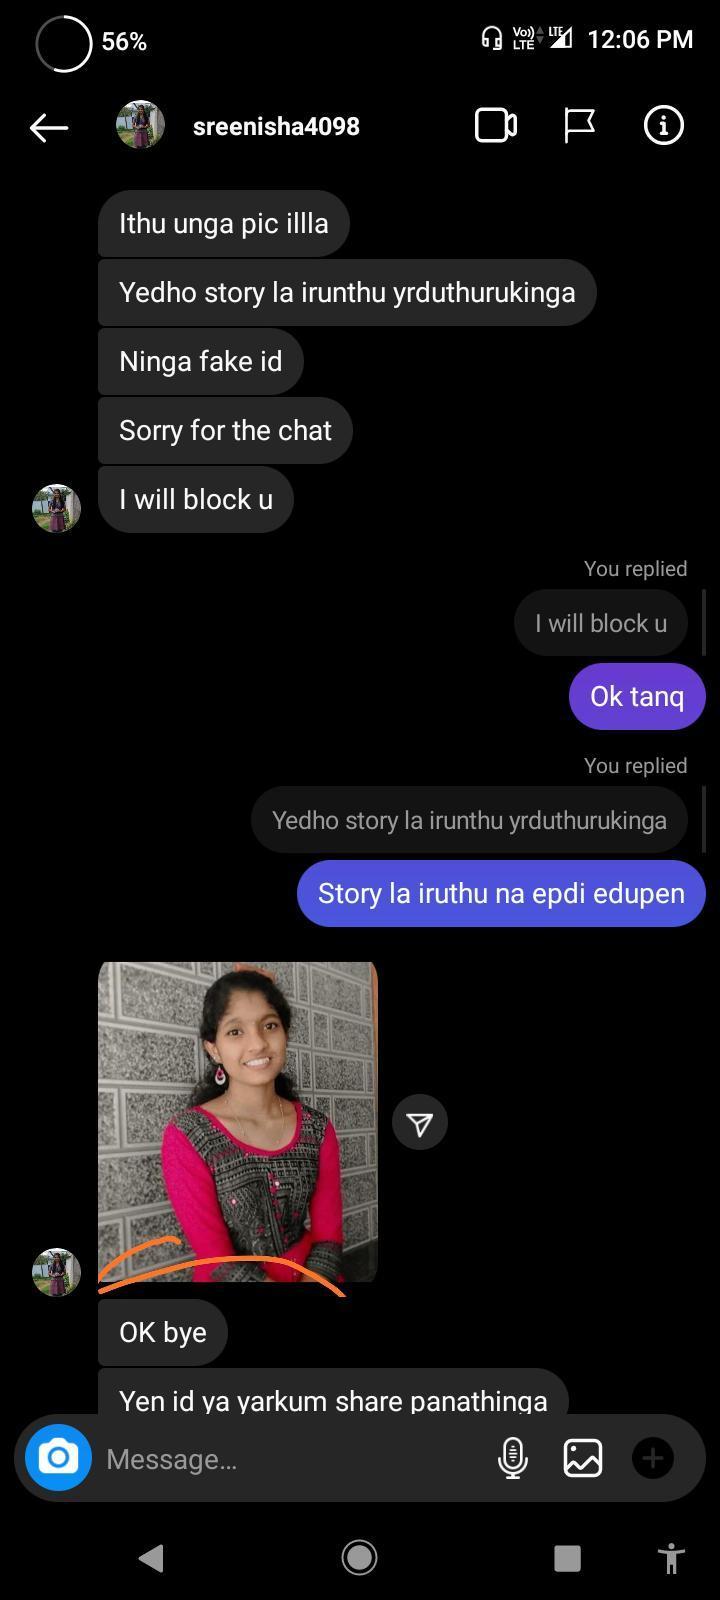 56%
Vo))
LTE
LTE
12:06 PM
sreenisha4098
Ithu unga pic illla
Yedho story la irunthu yrduthurukinga
Ninga fake id
Sorry for the chat
I will block u
You replied
I will block u
Ok tanq
You replied
Yedho story la irunthu yrduthurukinga
Story la iruthu na epdi edupen
OK bye
Yen id ya yarkum share panathinga
Message...